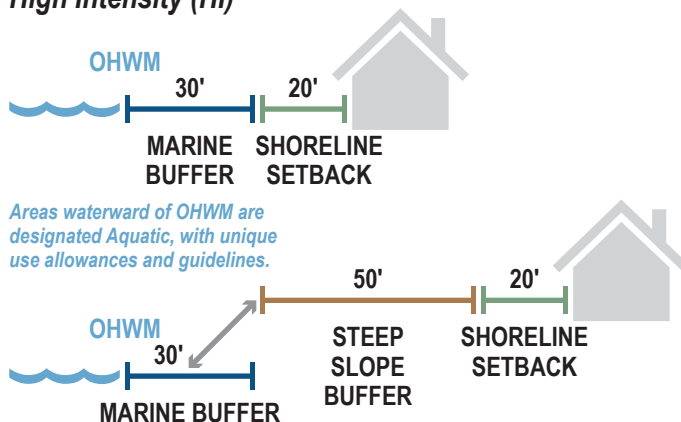 High Intensity (HI)
OHWM
30'
20'
MARINE
BUFFER
SHORELINE
SETBACK
Areas waterward of OHWM are
designated Aquatic, with unique
use allowances and guidelines.
50'
20'
OHWM
30'
STEEP
SLOPE
BUFFER
SHORELINE
SETBACK
MARINE BUFFER